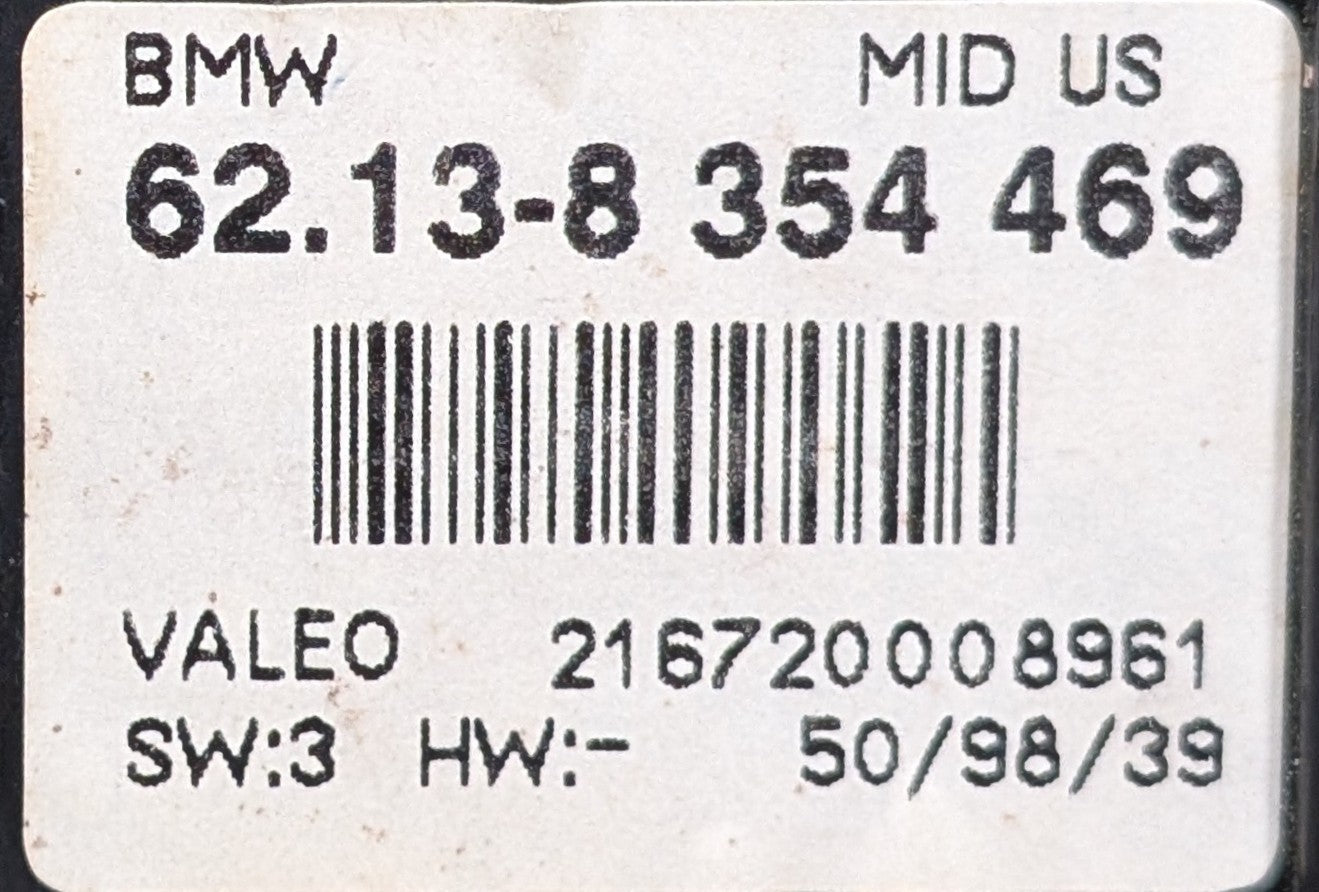 BMW MID US
62.13-8 354 469
VALEO 216720008961
SW:3 HW:- 50/98/39